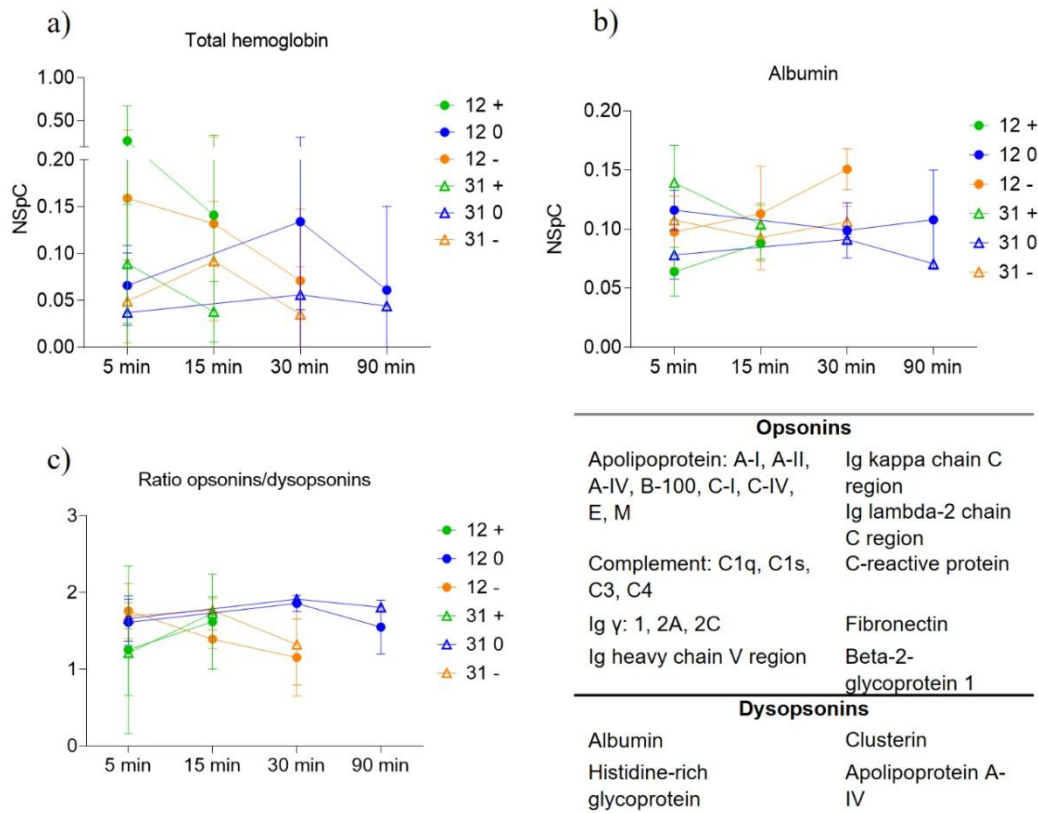 a)
Total hemoglobin
1.00
0.50
0.20
0.15
0.10
0.05
0.00
NSpC
5 min 15 min 30 min 90 min
12 +
12 0
12 -
31 +
31 0
31 -
b)
Albumin
0.20
0.15
0.10
0.05
0.00
NSpC
5 min 15 min 30 min 90 min
12 +
12 0
12 -
31 +
31 0
31 -
c)
Ratio opsonins/dysopsonins
3
2
1
0
5 min 15 min 30 min 90 min
12 +
12 0
12 -
31 +
31 0
31 -
Opsonins
Apolipoprotein: A-I, A-II,
A-IV, B-100, C-I, C-IV,
E, M
Ig kappa chain C
region
Ig lambda-2 chain
C region
Complement: C1q, C1s,
C3, C4
C-reactive protein
Ig γ: 1, 2A, 2C
Fibronectin
Ig heavy chain V region
Beta-2-
glycoprotein 1
Dysopsonins
Albumin
Clusterin
Histidine-rich
glycoprotein
Apolipoprotein A-
IV